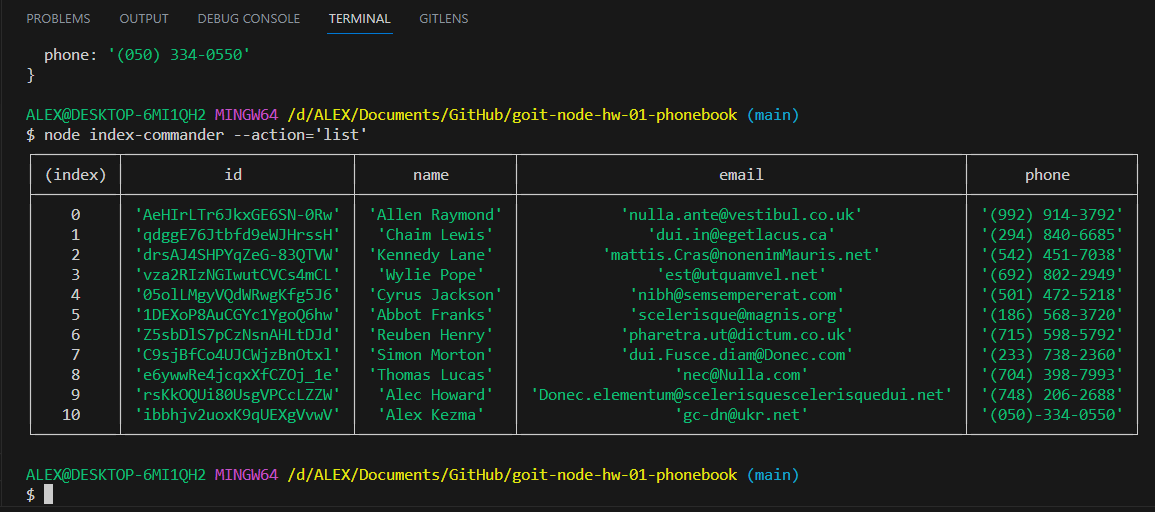 PROBLEMS OUTPUT DEBUG CONSOLE TERMINAL GITLENS
phone: '(050) 334-0550'
}
ALEX@DESKTOP-6MI1QH2 MINGW64 /d/ALEX/Documents/GitHub/goit-node-hw-01-phonebook (main)
$ node index-commander --action='list'
(index) id name email phone
0 'AeHIrLTr6JkxGE6SN-0Rw' 'Allen Raymond' 'nulla.ante@vestibul.co.uk' '(992) 914-3792'
1 'qdggE76Jtbfd9eWJHrssH' 'Chaim Lewis' 'dui.in@egetlacus.ca' '(294) 840-6685'
2 'drsAJ4SHPYqZeG-83QTVW' 'Kennedy Lane' 'mattis.Cras@nonenimMauris.net' '(542) 451-7038'
3 'vza2RIzNGIwutCVCs4mCL' 'Wylie Pope' 'est@utquamvel.net' '(692) 802-2949'
4 '05olLMgyVQdWRwgKfg5J6' 'Cyrus Jackson' 'nibh@semsempererat.com' '(501) 472-5218'
5 '1DEXoP8AuCGYc1YgoQ6hw' 'Abbot Franks' 'scelerisque@magnis.org' '(186) 568-3720'
6 'Z5sbDlS7pCzNsnAHLtDJd' 'Reuben Henry' 'pharetra.ut@dictum.co.uk' '(715) 598-5792'
7 'C9sjBfCo4UJCWjzBnOtxl' 'Simon Morton' 'dui.Fusce.diam@Donec.com' '(233) 738-2360'
8 'e6ywwRe4jcqxXfCZOj_1e' 'Thomas Lucas' 'nec@Nulla.com' '(704) 398-7993'
9 'rsKkOQUi80UsgVPCcLZZW' 'Alec Howard' 'Donec.elementum@scelerisquescelerisquedui.net' '(748) 206-2688'
10 'ibbhjv2uoxK9qUEXgVvwV' 'Alex Kezma' 'gc-dn@ukr.net' '(050)-334-0550'
ALEX@DESKTOP-6MI1QH2 MINGW64 /d/ALEX/Documents/GitHub/goit-node-hw-01-phonebook (main)
$